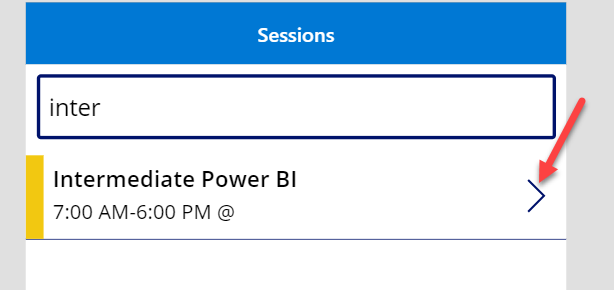 Sessions
inter
Intermediate Power BI
7:00 AM-6:00 PM @